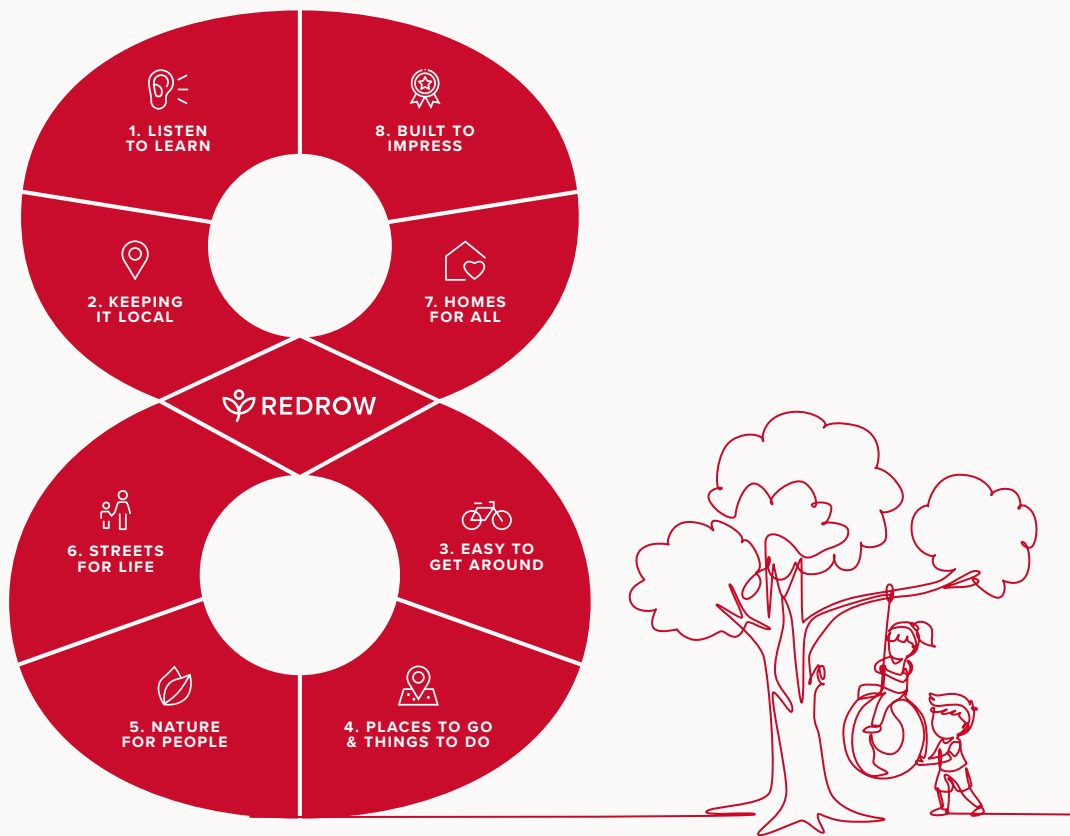 1. LISTEN
TO LEARN
8. BUILT TO
IMPRESS
2. KEEPING
IT LOCAL
7. HOMES
FOR ALL
REDROW
6. STREETS
FOR LIFE
3. EASY TO
GET AROUND
5. NATURE
FOR PEOPLE
4. PLACES TO GO
& THINGS TO DO